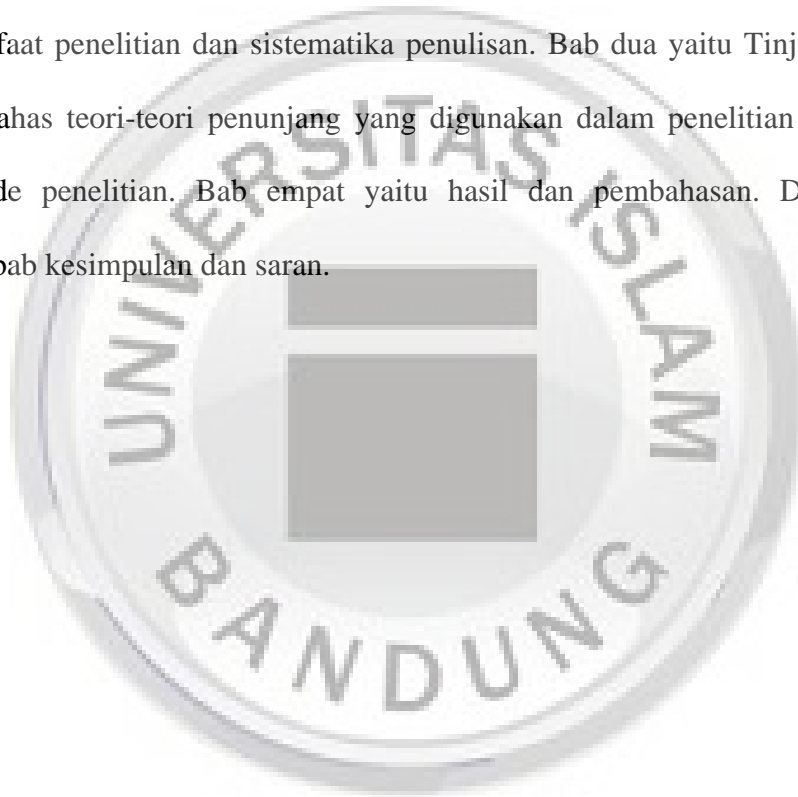 faat penelitian dan sistematika penulisan. Bab dua yaitu Tinj
ahas teori-teori penunjang yang digunakan dalam penelitian
de penelitian. Bab empat yaitu hasil dan pembahasan. D
bab kesimpulan dan saran.
UNIVERSITAS ISLAM
BANDUNG